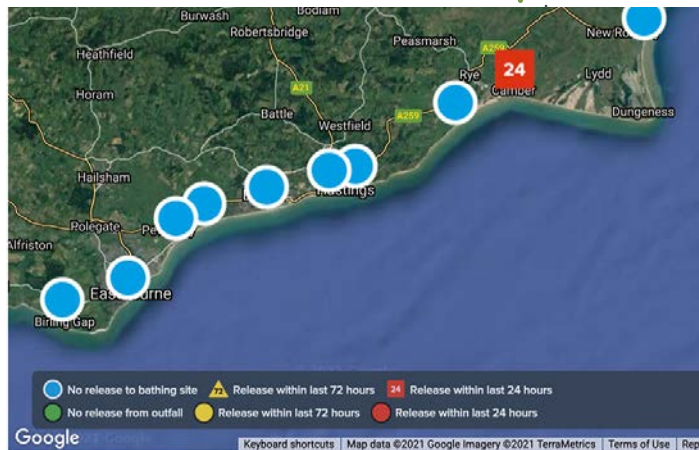 Burwash
Bodiam
Robertsbridge
Peasmarsh
A259
New Ro
Heathfield
24
Rye
Lydd
Camber
Horam
A21
Battle
A259
Dungeness
Westfield
Hailsham
Hastings
Polegate
Pe
Alfriston
Eastbourne
Birling Gap
No release to bathing site
72
Release within last 72 hours
24
Release within last 24 hours
No release from outfall
Release within last 72 hours
Release within last 24 hours
Google
Keyboard shortcuts
Map data ©2021 Google Imagery ©2021 TerraMetrics
Terms of Use
Rep